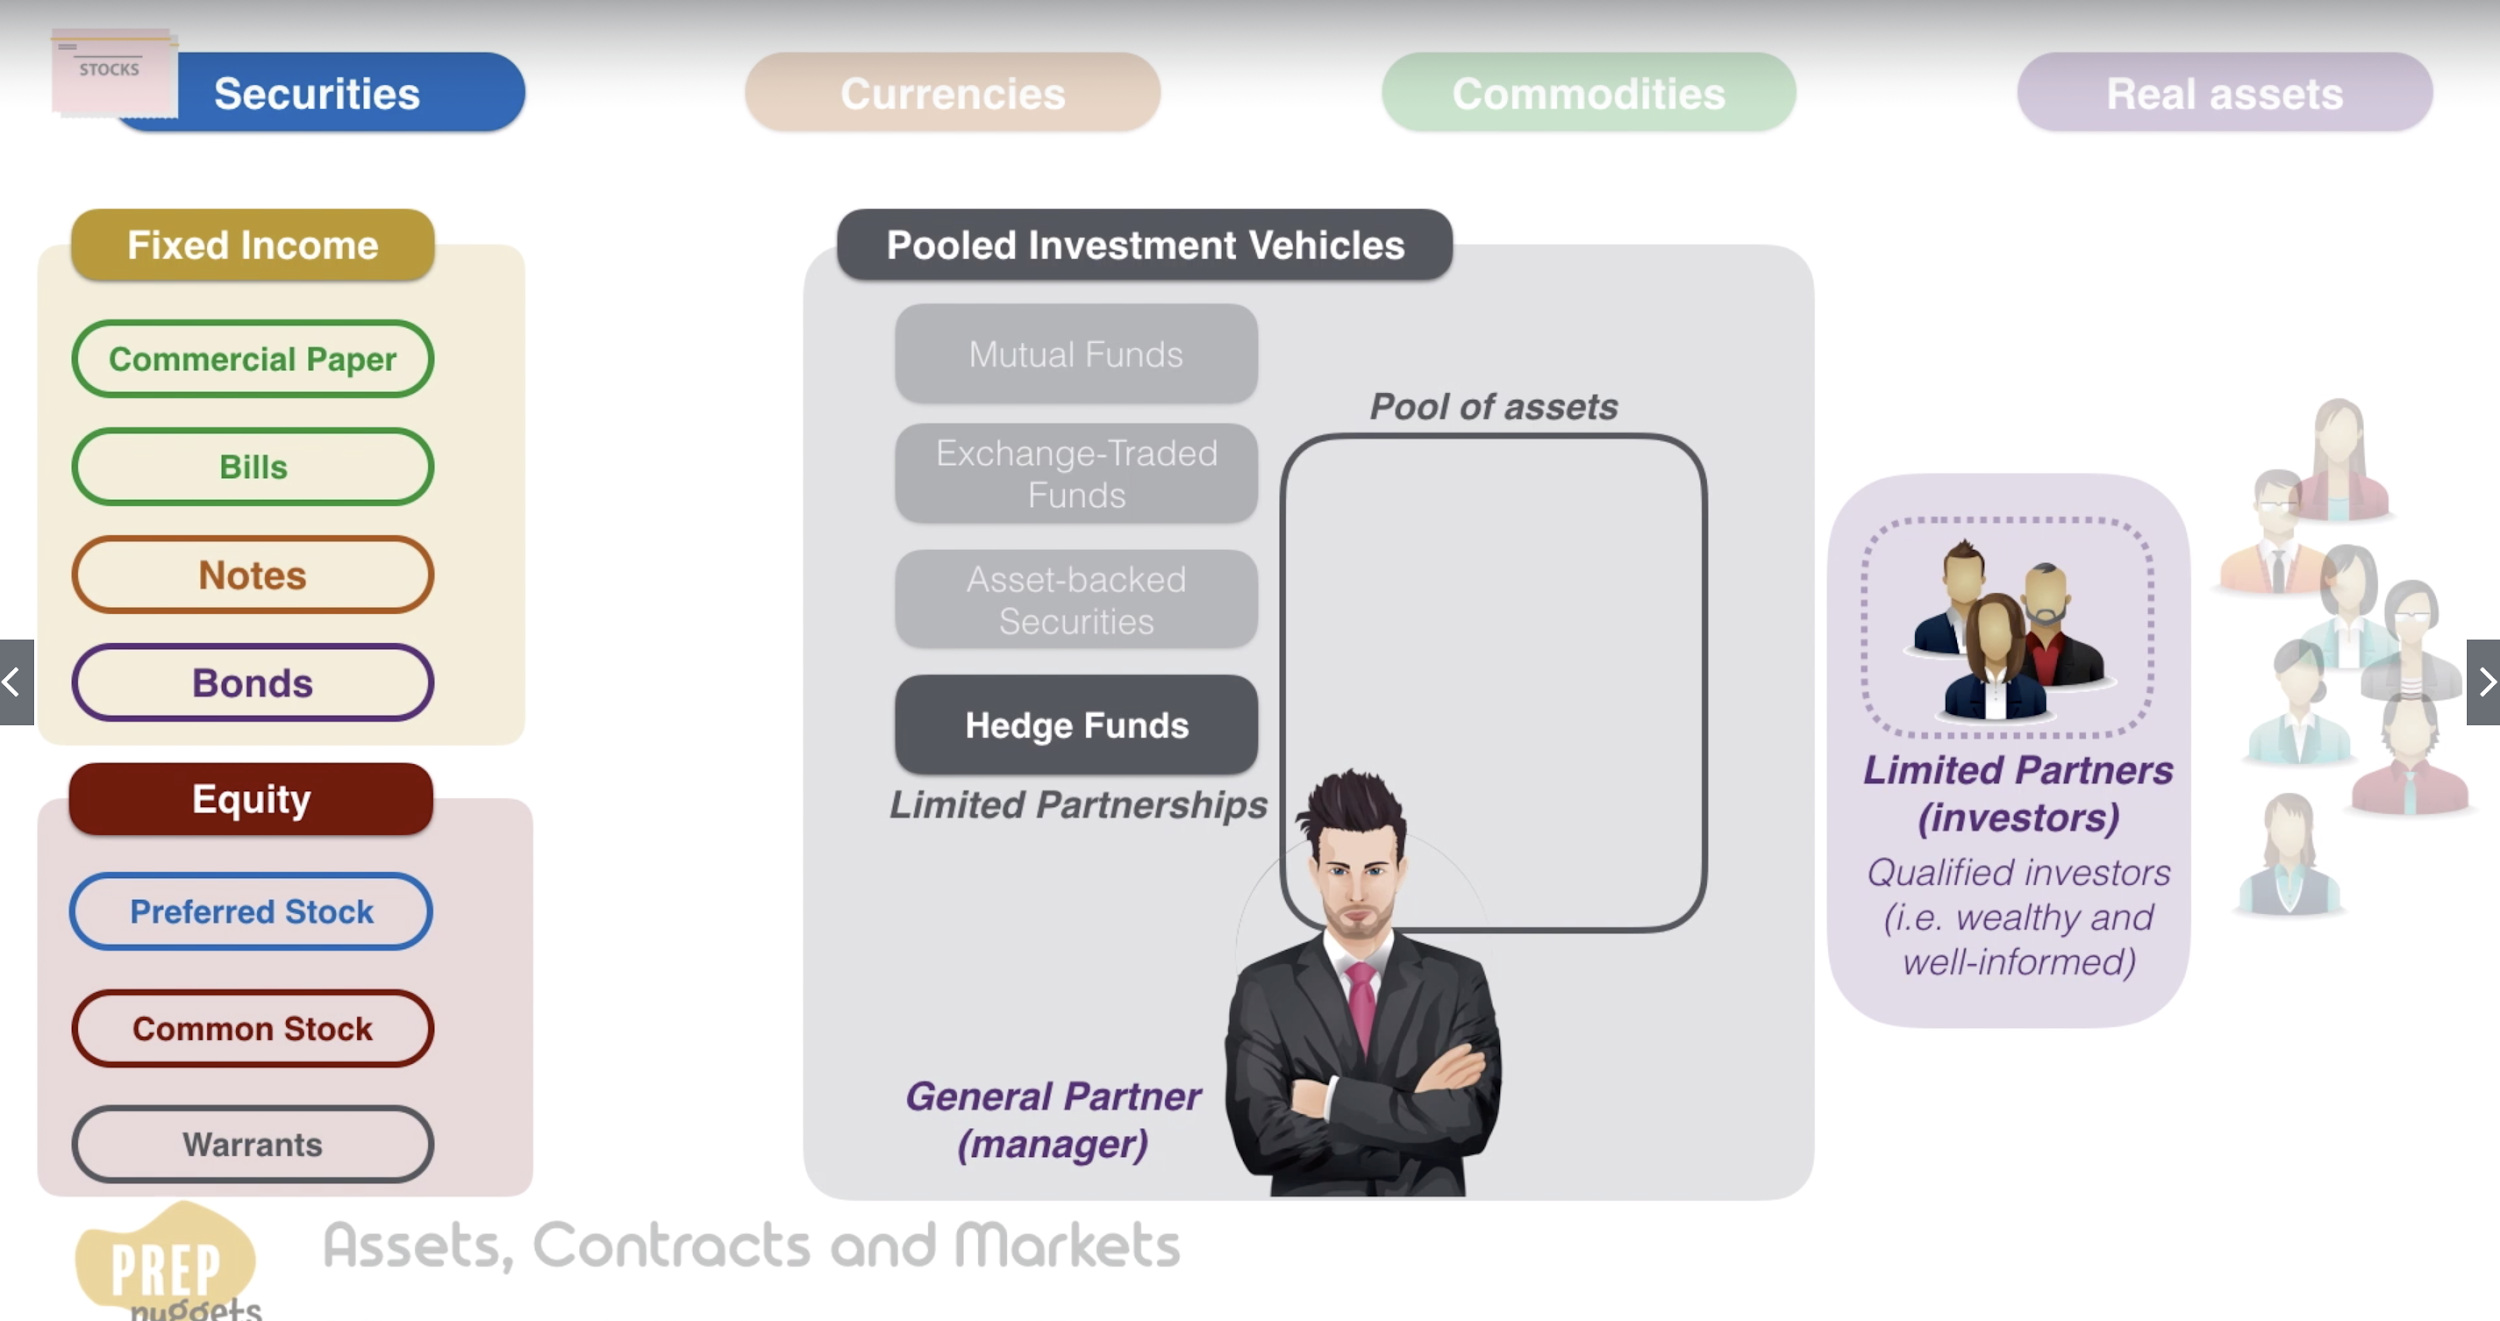 STOCKS
Securities
Currencies
Commodities
Real assets
Fixed Income
Commercial Paper
Bills
Notes
Bonds
Equity
Preferred Stock
Common Stock
Warrants
Pooled Investment Vehicles
Mutual Funds
Exchange-Traded
Funds
Asset-backed
Securities
Hedge Funds
Limited Partnerships
Pool of assets
General Partner
(manager)
Limited Partners
(investors)
Qualified investors
(i.e. wealthy and
well-informed)
PREP
nuggets
Assets, Contracts and Markets